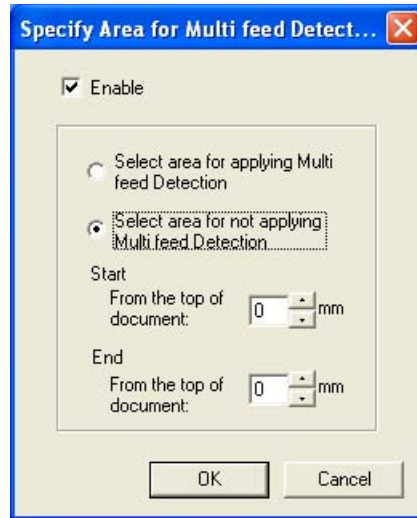 Specify Area for Multi feed Detect...
Enable
Select area for applying Multi
feed Detection
Select area for not applying
Multi feed Detection
Start
From the top of
document:
0
mm
End
From the top of
document:
0
mm
OK
Cancel